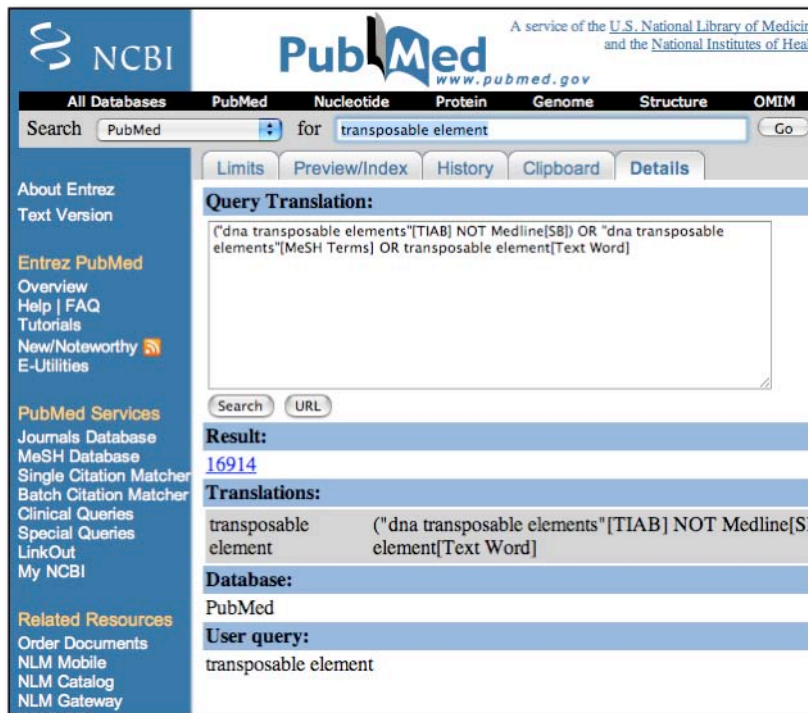 NCBI
PubMed
www.pubmed.gov
A service of the U.S. National Library of Medicin
and the National Institutes of Heal
All Databases PubMed Nucleotide Protein Genome Structure OMIM
Search PubMed for transposable element Go
Limits Preview/Index History Clipboard Details
About Entrez
Text Version
Entrez PubMed
Overview
Help | FAQ
Tutorials
New/Noteworthy
E-Utilities
PubMed Services
Journals Database
MeSH Database
Single Citation Matcher
Batch Citation Matcher
Clinical Queries
Special Queries
LinkOut
My NCBI
Related Resources
Order Documents
NLM Mobile
NLM Catalog
NLM Gateway
Query Translation:
("dna transposable elements"[TIAB] NOT Medline[SB]) OR "dna transposable
elements"[MeSH Terms] OR transposable element[Text Word]
Search URL
Result:
16914
Translations:
transposable ("dna transposable elements"[TIAB] NOT Medline[S
element element[Text Word]
Database:
PubMed
User query:
transposable element